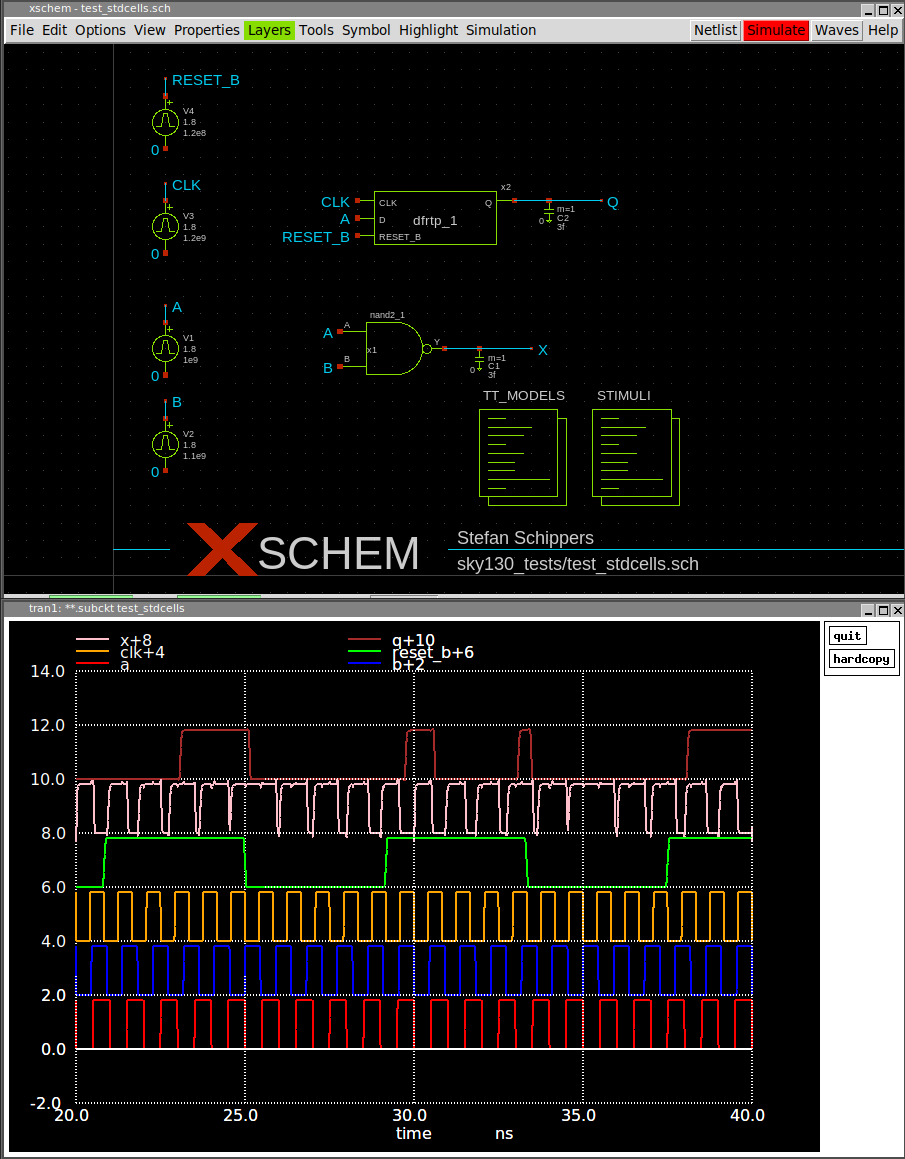 xschem - test_stdcells.sch
File Edit Options View Properties Layers Tools Symbol Highlight Simulation Netlist Simulate Waves Help
RESET_B
V4
1.8
1.2e8
0
CLK
V3
1.8
1.2e9
0
x2
CLK CLK Q Q
A D dfrtp_1
RESET_B RESET_B
m=1
C2
0 3f
A
V1
1.8
1e9
0
nand2_1
A A
x1 Y X
B B
m=1
C1
0 3f
B
V2
1.8
1.1e9
0
TT_MODELS STIMULI
XSCHEM
Stefan Schippers
sky130_tests/test_stdcells.sch
tran1: **.subckt test_stdcells
quit
hardcopy
x+8 q+10
clk+4 reset_b+6
a b+2
14.0
12.0
10.0
8.0
6.0
4.0
2.0
0.0
-2.0
20.0 25.0 30.0 35.0 40.0
time ns